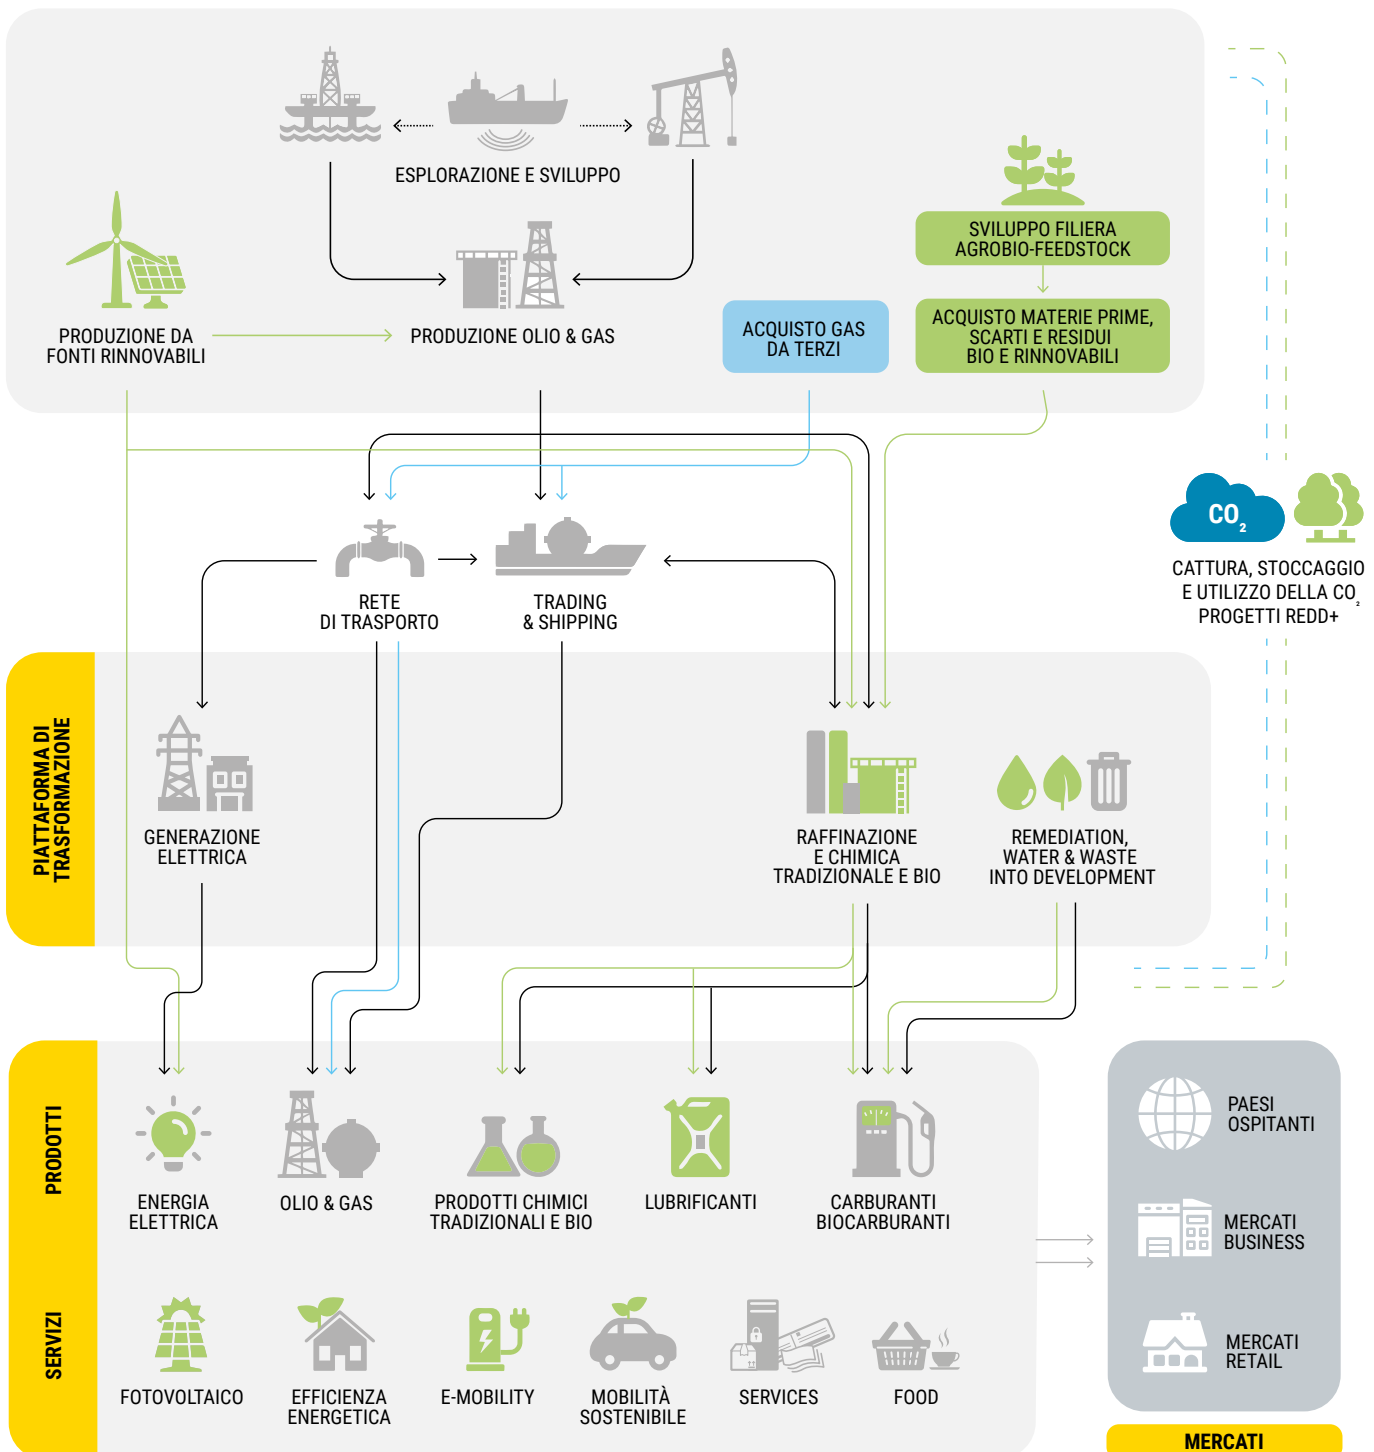 ESPLORAZIONE E SVILUPPO
SVILUPPO FILIERA
AGROBIO-FEEDSTOCK
PRODUZIONE DA
FONTI RINNOVABILI
PRODUZIONE OLIO & GAS
ACQUISTO GAS
DA TERZI
ACQUISTO MATERIE PRIME,
SCARTI E RESIDUI
BIO E RINNOVABILI
CO₂
CATTURA, STOCCAGGIO
E UTILIZZO DELLA CO₂
PROGETTI REDD+
RETE
DI TRASPORTO
TRADING
& SHIPPING
PIATTAFORMA DI
TRASFORMAZIONE
GENERAZIONE
ELETTRICA
RAFFINAZIONE
E CHIMICA
TRADIZIONALE E BIO
REMEDIATION,
WATER & WASTE
INTO DEVELOPMENT
PRODOTTI
ENERGIA
ELETTRICA
OLIO & GAS
PRODOTTI CHIMICI
TRADIZIONALI E BIO
LUBRIFICANTI
CARBURANTI
BIOCARBURANTI
SERVIZI
FOTOVOLTAICO
EFFICIENZA
ENERGETICA
E-MOBILITY
MOBILITÀ
SOSTENIBILE
SERVICES
FOOD
PAESI
OSPITANTI
MERCATI
BUSINESS
MERCATI
RETAIL
MERCATI